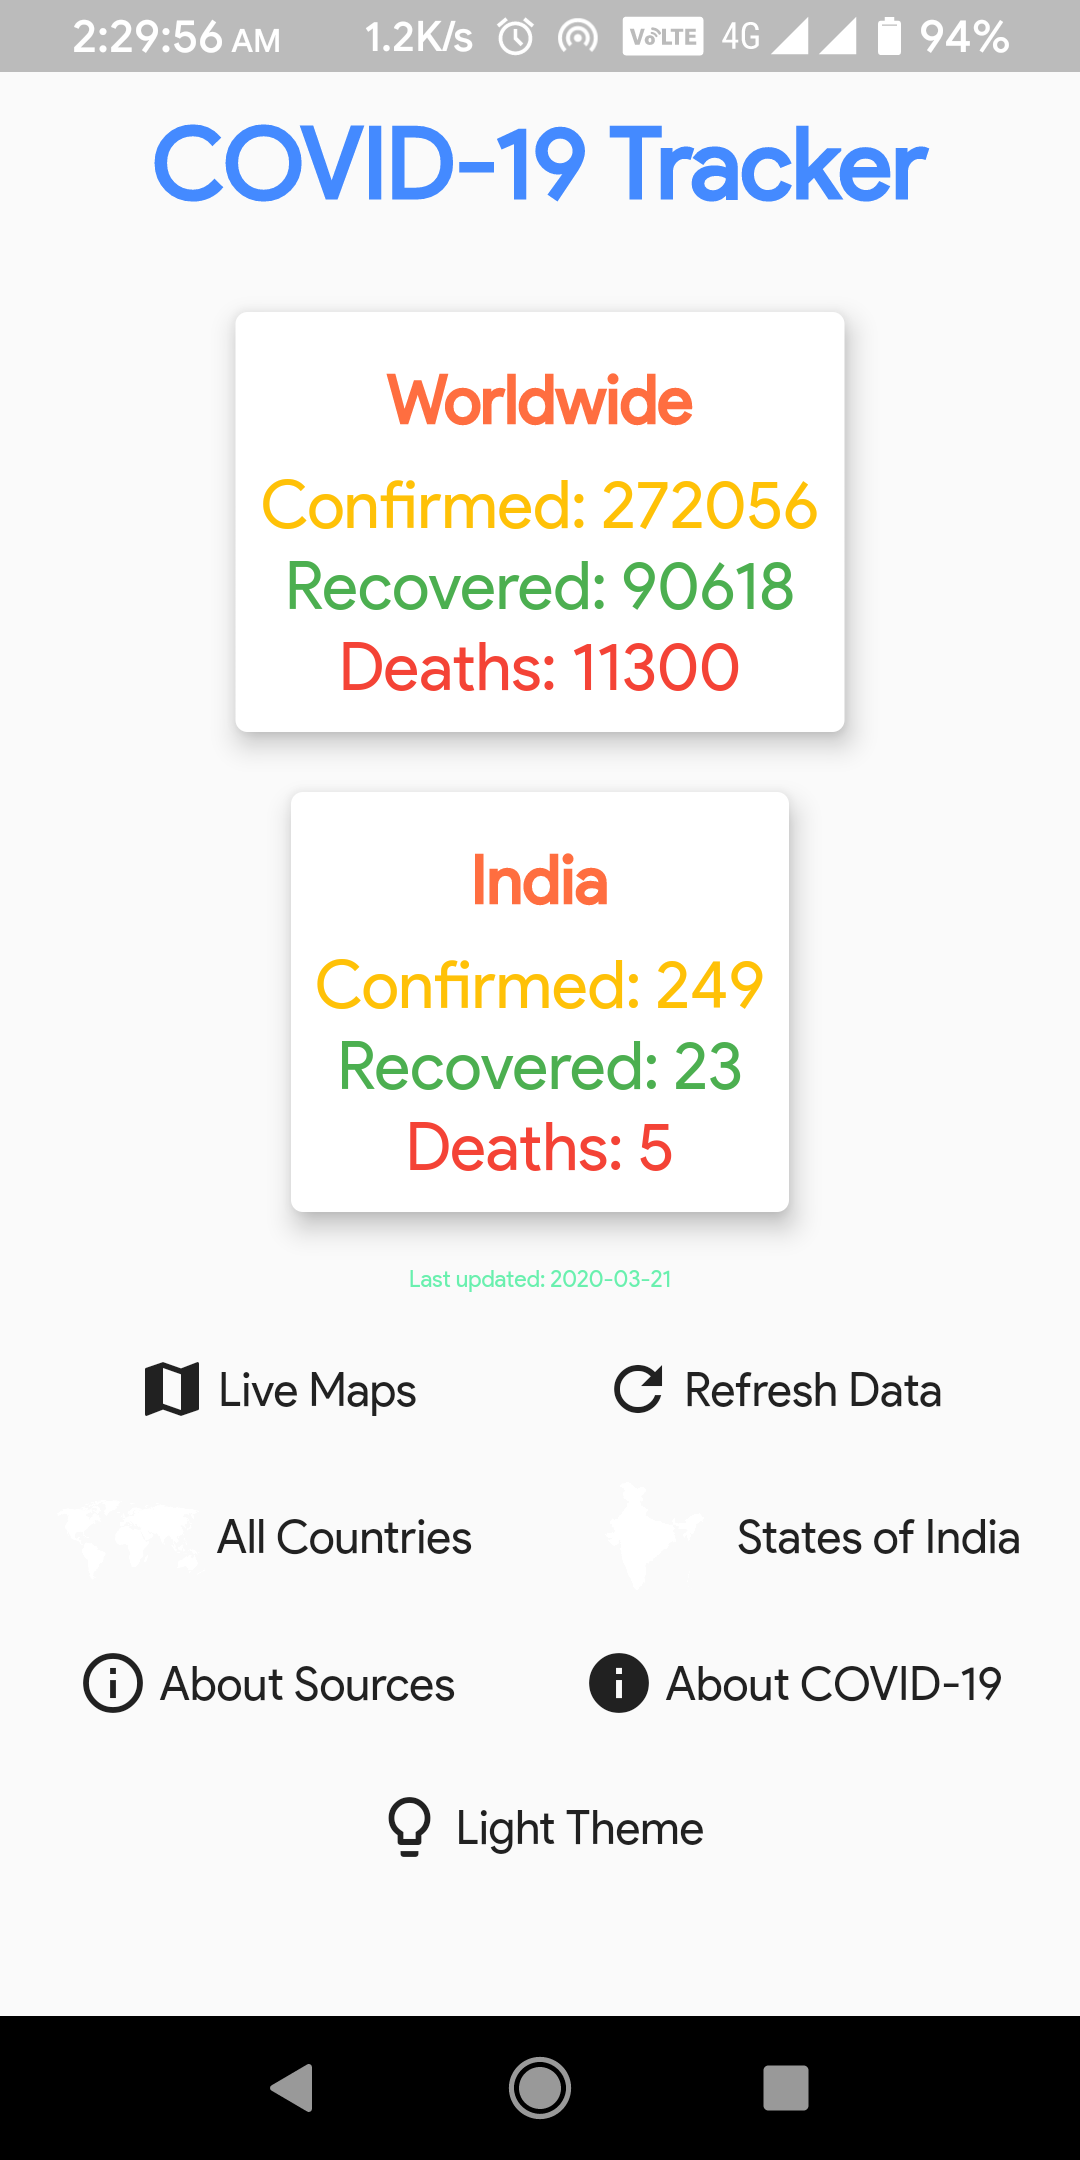 2:29:56 AM 1.2K/s VoLTE 4G 94%
COVID-19 Tracker
Worldwide
Confirmed: 272056
Recovered: 90618
Deaths: 11300
India
Confirmed: 249
Recovered: 23
Deaths: 5
Last updated: 2020-03-21
Live Maps Refresh Data
All Countries States of India
About Sources About COVID-19
Light Theme